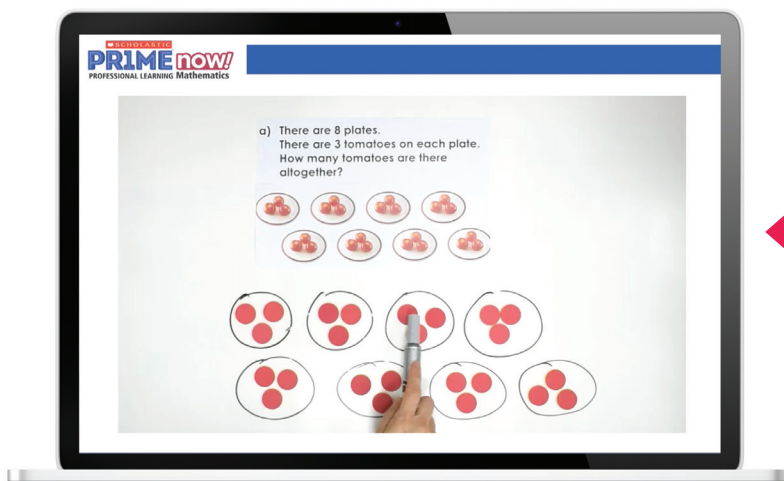 SCHOLASTIC
PR1ME now!
PROFESSIONAL LEARNING Mathematics
a) There are 8 plates.
There are 3 tomatoes on each plate.
How many tomatoes are there
altogether?